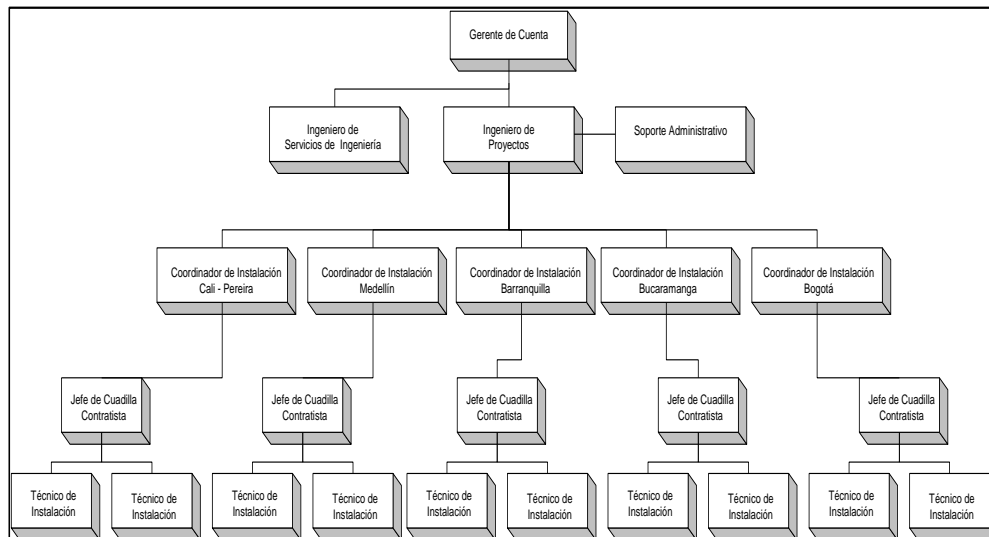 Gerente de Cuenta
Ingeniero de
Servicios de Ingeniería
Ingeniero de
Proyectos
Soporte Administrativo
Coordinador de Instalación
Cali - Pereira
Coordinador de Instalación
Medellín
Coordinador de Instalación
Barranquilla
Coordinador de Instalación
Bucaramanga
Coordinador de Instalación
Bogotá
Jefe de Cuadilla
Contratista
Jefe de Cuadilla
Contratista
Jefe de Cuadilla
Contratista
Jefe de Cuadilla
Contratista
Jefe de Cuadilla
Contratista
Técnico de
Instalación
Técnico de
Instalación
Técnico de
Instalación
Técnico de
Instalación
Técnico de
Instalación
Técnico de
Instalación
Técnico de
Instalación
Técnico de
Instalación
Técnico de
Instalación
Técnico de
Instalación